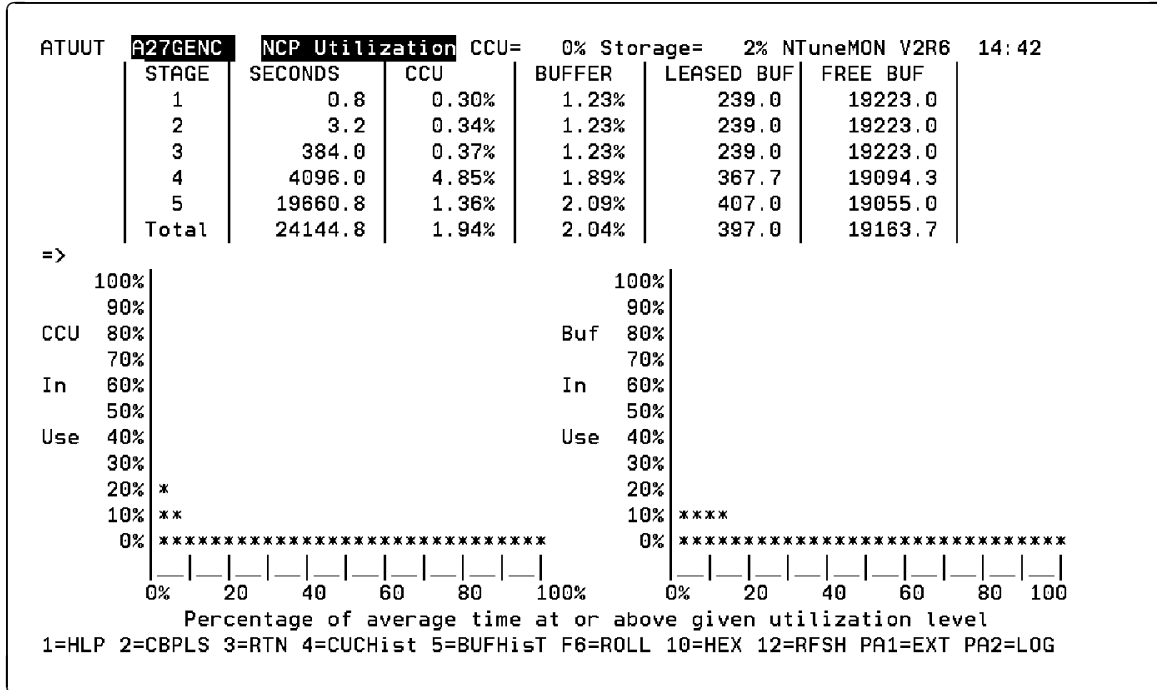 ATUUT A27GENC NCP Utilization CCU= 0% Storage= 2% NTuneMON V2R6 14:42
STAGE SECONDS CCU BUFFER LEASED BUF FREE BUF
1 0.8 0.30% 1.23% 239.0 19223.0
2 3.2 0.34% 1.23% 239.0 19223.0
3 384.0 0.37% 1.23% 239.0 19223.0
4 4096.0 4.85% 1.89% 367.7 19094.3
5 19660.8 1.36% 2.09% 407.0 19055.0
Total 24144.8 1.94% 2.04% 397.0 19163.7
=>
100% 100%
90% 90%
CCU 80% Buf 80%
70% 70%
In 60% In 60%
50% 50%
Use 40% Use 40%
30% 30%
20% * 20%
10% ** 10% ****
0% ****************************** 0% ******************************
0% 20 40 60 80 100% 0% 20 40 60 80 100
Percentage of average time at or above given utilization level
1=HLP 2=CBPLS 3=RTN 4=CUCHist 5=BUFHisT F6=ROLL 10=HEX 12=RFSH PA1=EXT PA2=LOG